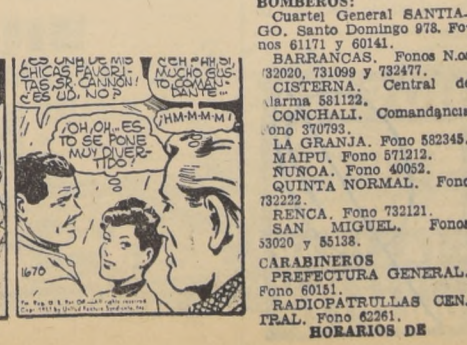 ¿ES UNA DE MIS
CHICAS FAVORI-
TAS, SR. CANNON!
¿ES UD., NO?
¡EH... AH, SI,
MUCHO GUS-
TO COMAN-
DANTE...
¡OH, OH... ES-
TO SE PONE
MUY DIVER-
TIDO!
¡HM-M-M-M!
1670
BOMBEROS:
Cuartel General SANTIA-
GO. Santo Domingo 978. Fo-
nos 61171 y 60141.
BARRANCAS. Fonos N.os
732020, 731099 y 732477.
CISTERNA. Central de
alarma 581122.
CONCHALI. Comandancia
Fono 370793.
LA GRANJA. Fono 582345.
MAIPU. Fono 571212.
ÑUÑOA. Fono 40052.
QUINTA NORMAL. Fono
732222.
RENCA. Fono 732121.
SAN MIGUEL. Fonos
53020 y 55138.
CARABINEROS
PREFECTURA GENERAL.
Fono 60151.
RADIOPATRULLAS CEN-
TRAL. Fono 62261.
HORARIOS DE